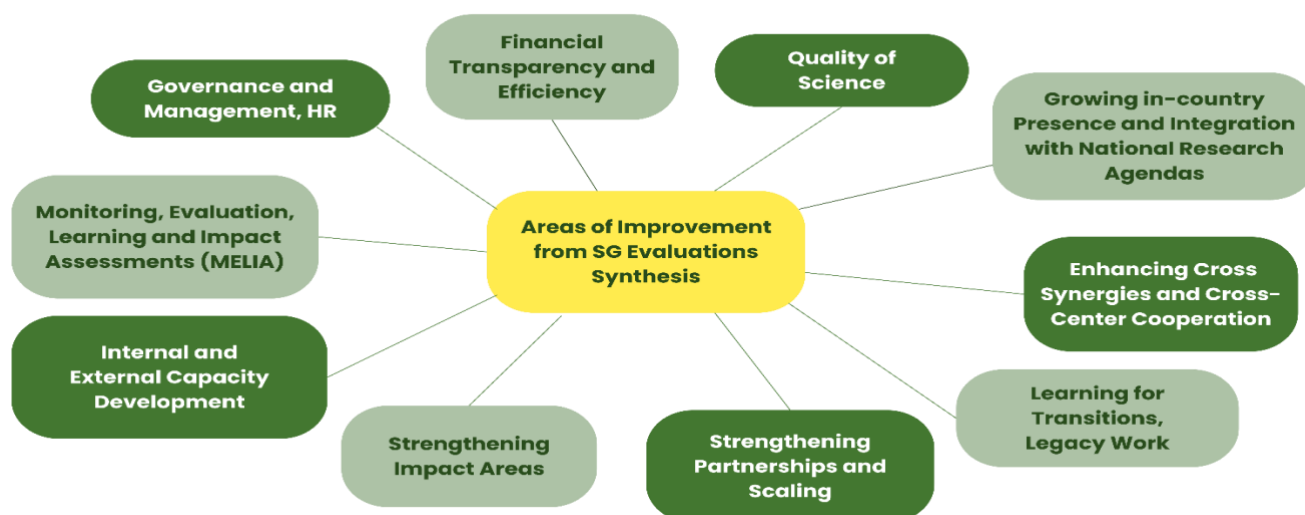 Financial
Transparency and
Efficiency
Quality of
Science
Governance and
Management, HR
Growing in-country
Presence and Integration
with National Research
Agendas
Monitoring, Evaluation,
Learning and Impact
Assessments (MELIA)
Areas of Improvement
from SG Evaluations
Synthesis
Enhancing Cross
Synergies and Cross-
Center Cooperation
Internal and
External Capacity
Development
Learning for
Transitions,
Legacy Work
Strengthening
Impact Areas
Strengthening
Partnerships and
Scaling